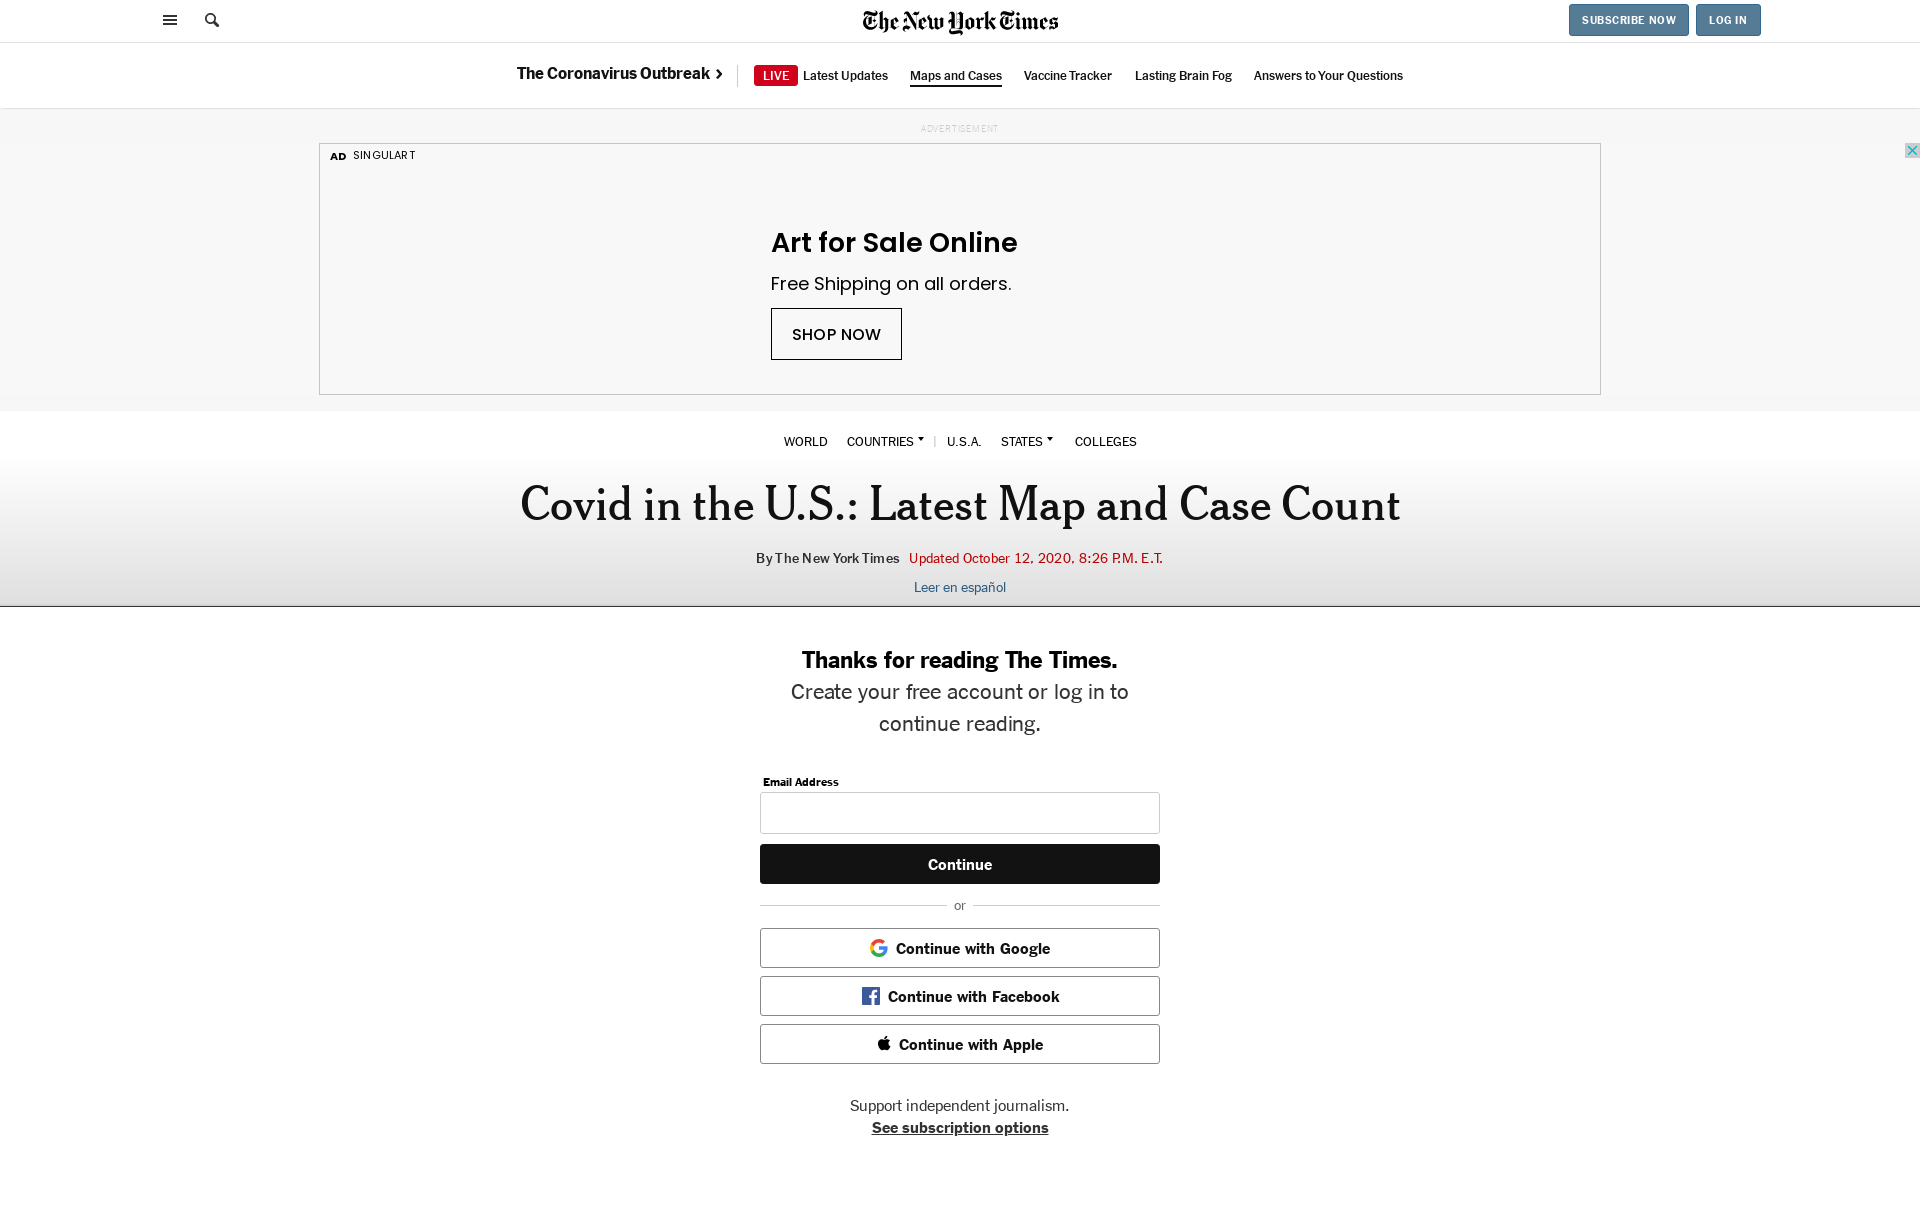 The New York Times
SUBSCRIBE NOW
LOG IN
The Coronavirus Outbreak ›
LIVE Latest Updates
Maps and Cases
Vaccine Tracker
Lasting Brain Fog
Answers to Your Questions
ADVERTISEMENT
AD SINGULART
Art for Sale Online
Free Shipping on all orders.
SHOP NOW
WORLD COUNTRIES | U.S.A. STATES COLLEGES
Covid in the U.S.: Latest Map and Case Count
By The New York Times Updated October 12, 2020, 8:26 P.M. E.T.
Leer en español
Thanks for reading The Times.
Create your free account or log in to
continue reading.
Email Address
Continue
or
Continue with Google
Continue with Facebook
Continue with Apple
Support independent journalism.
See subscription options